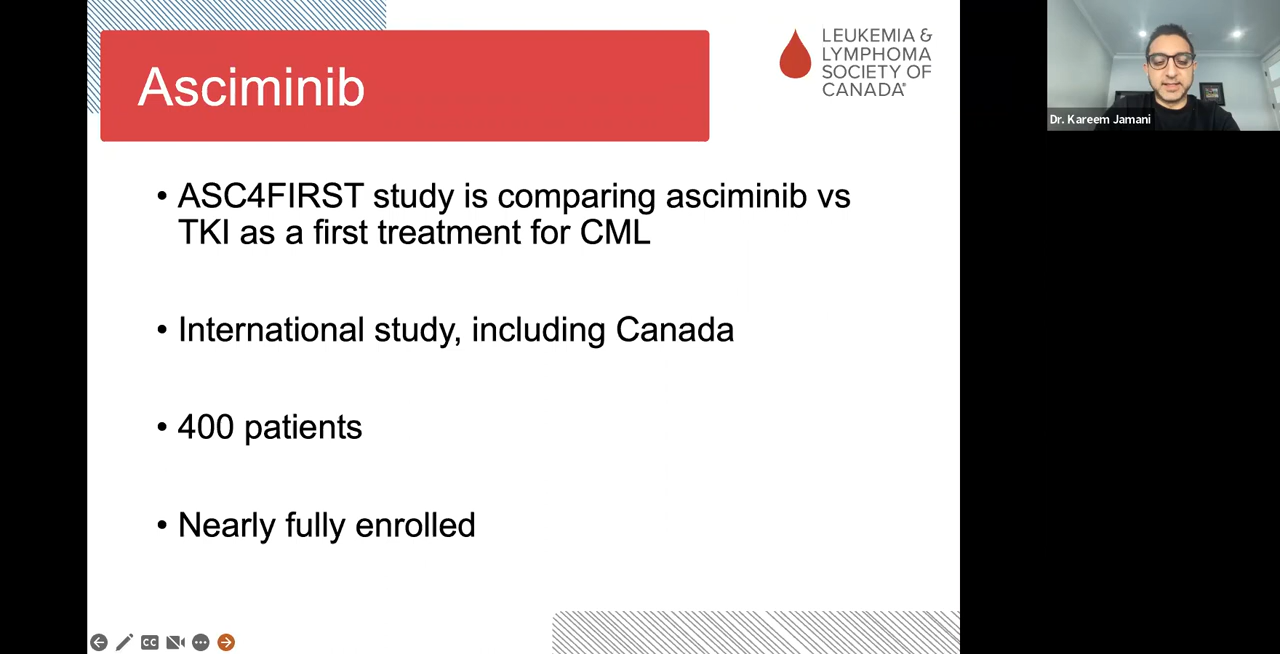 Asciminib
LEUKEMIA &
LYMPHOMA
SOCIETY OF
CANADA®
Dr. Kareem Jamani
• ASC4FIRST study is comparing asciminib vs
TKI as a first treatment for CML
• International study, including Canada
• 400 patients
• Nearly fully enrolled
CC